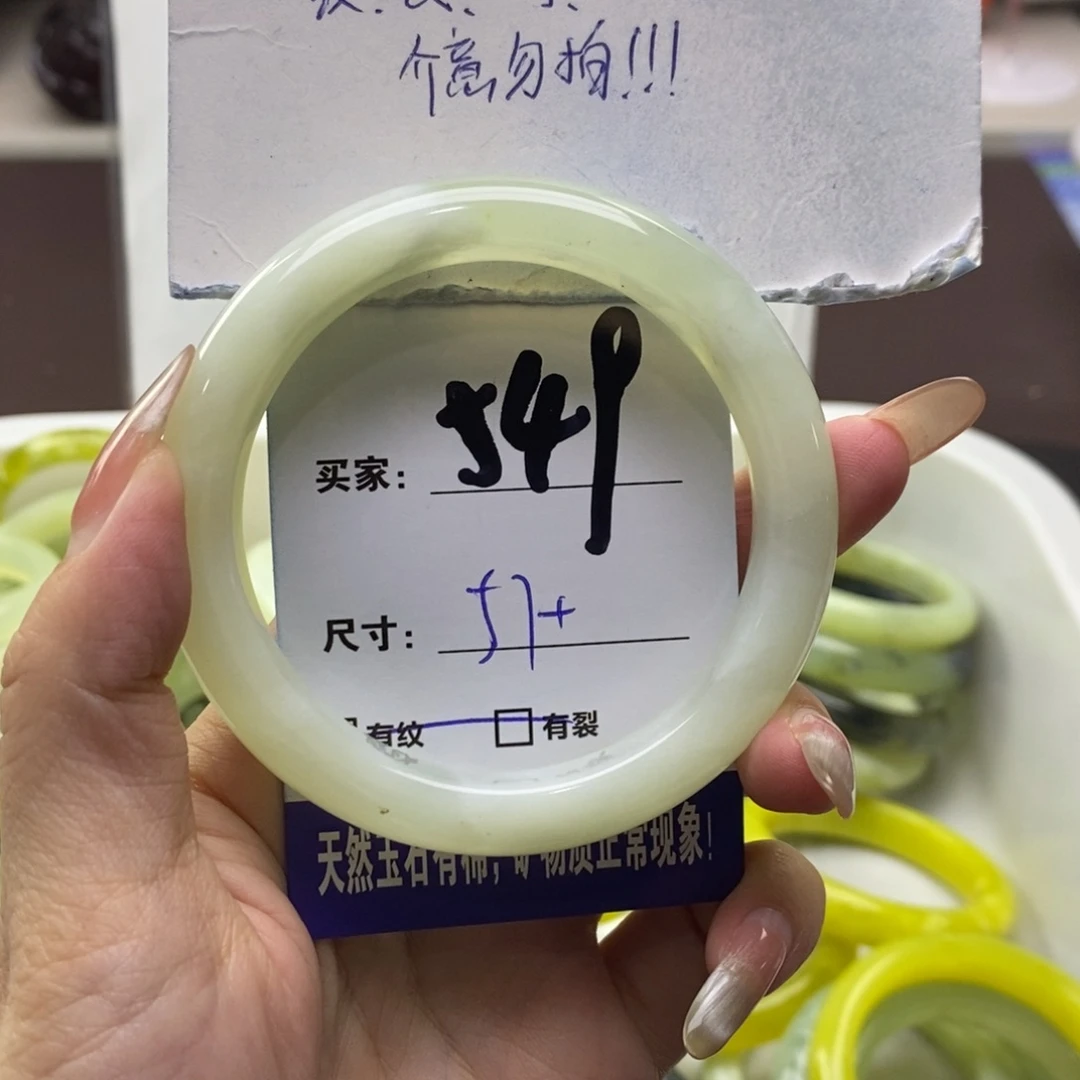 介意勿拍!!!
买家: 549
尺寸: 57+
有纹 □有裂
天然玉石有棉,矿物质正常现象!